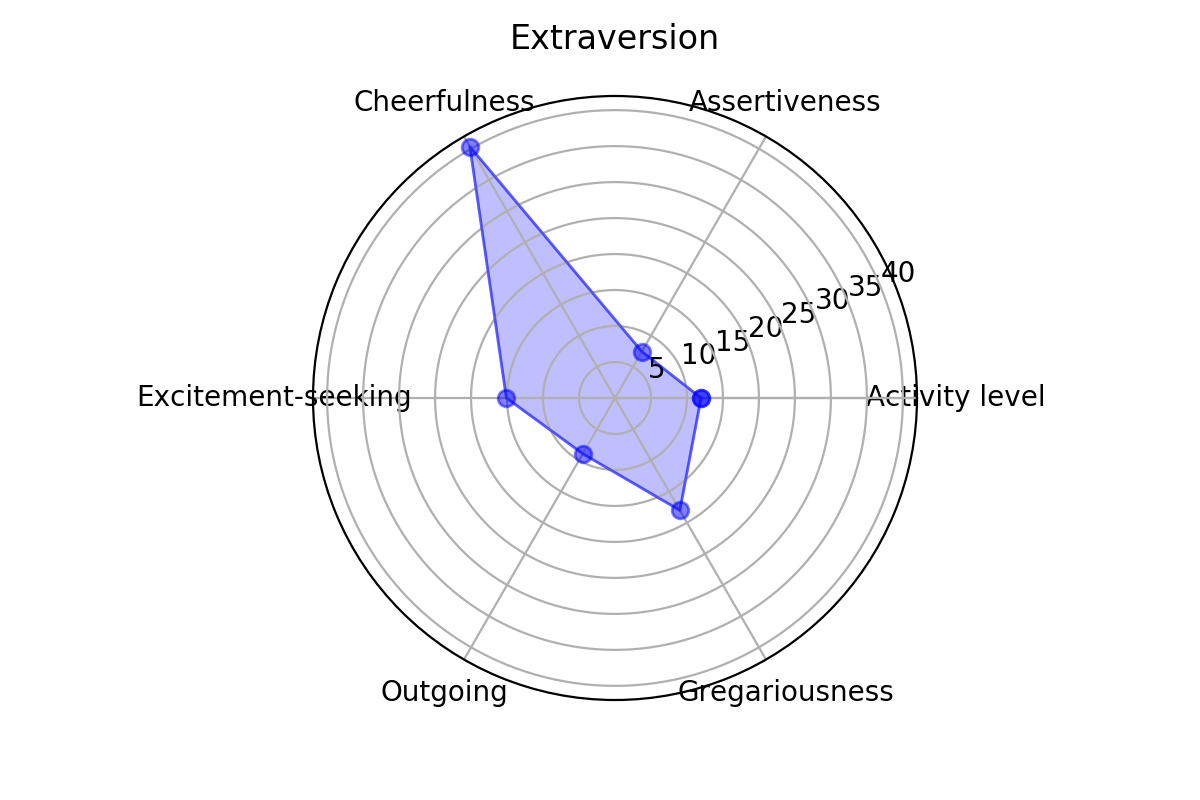 Extraversion
Cheerfulness
Assertiveness
40
35
30
25
20
15
10
5
Excitement-seeking
Activity level
Outgoing
Gregariousness